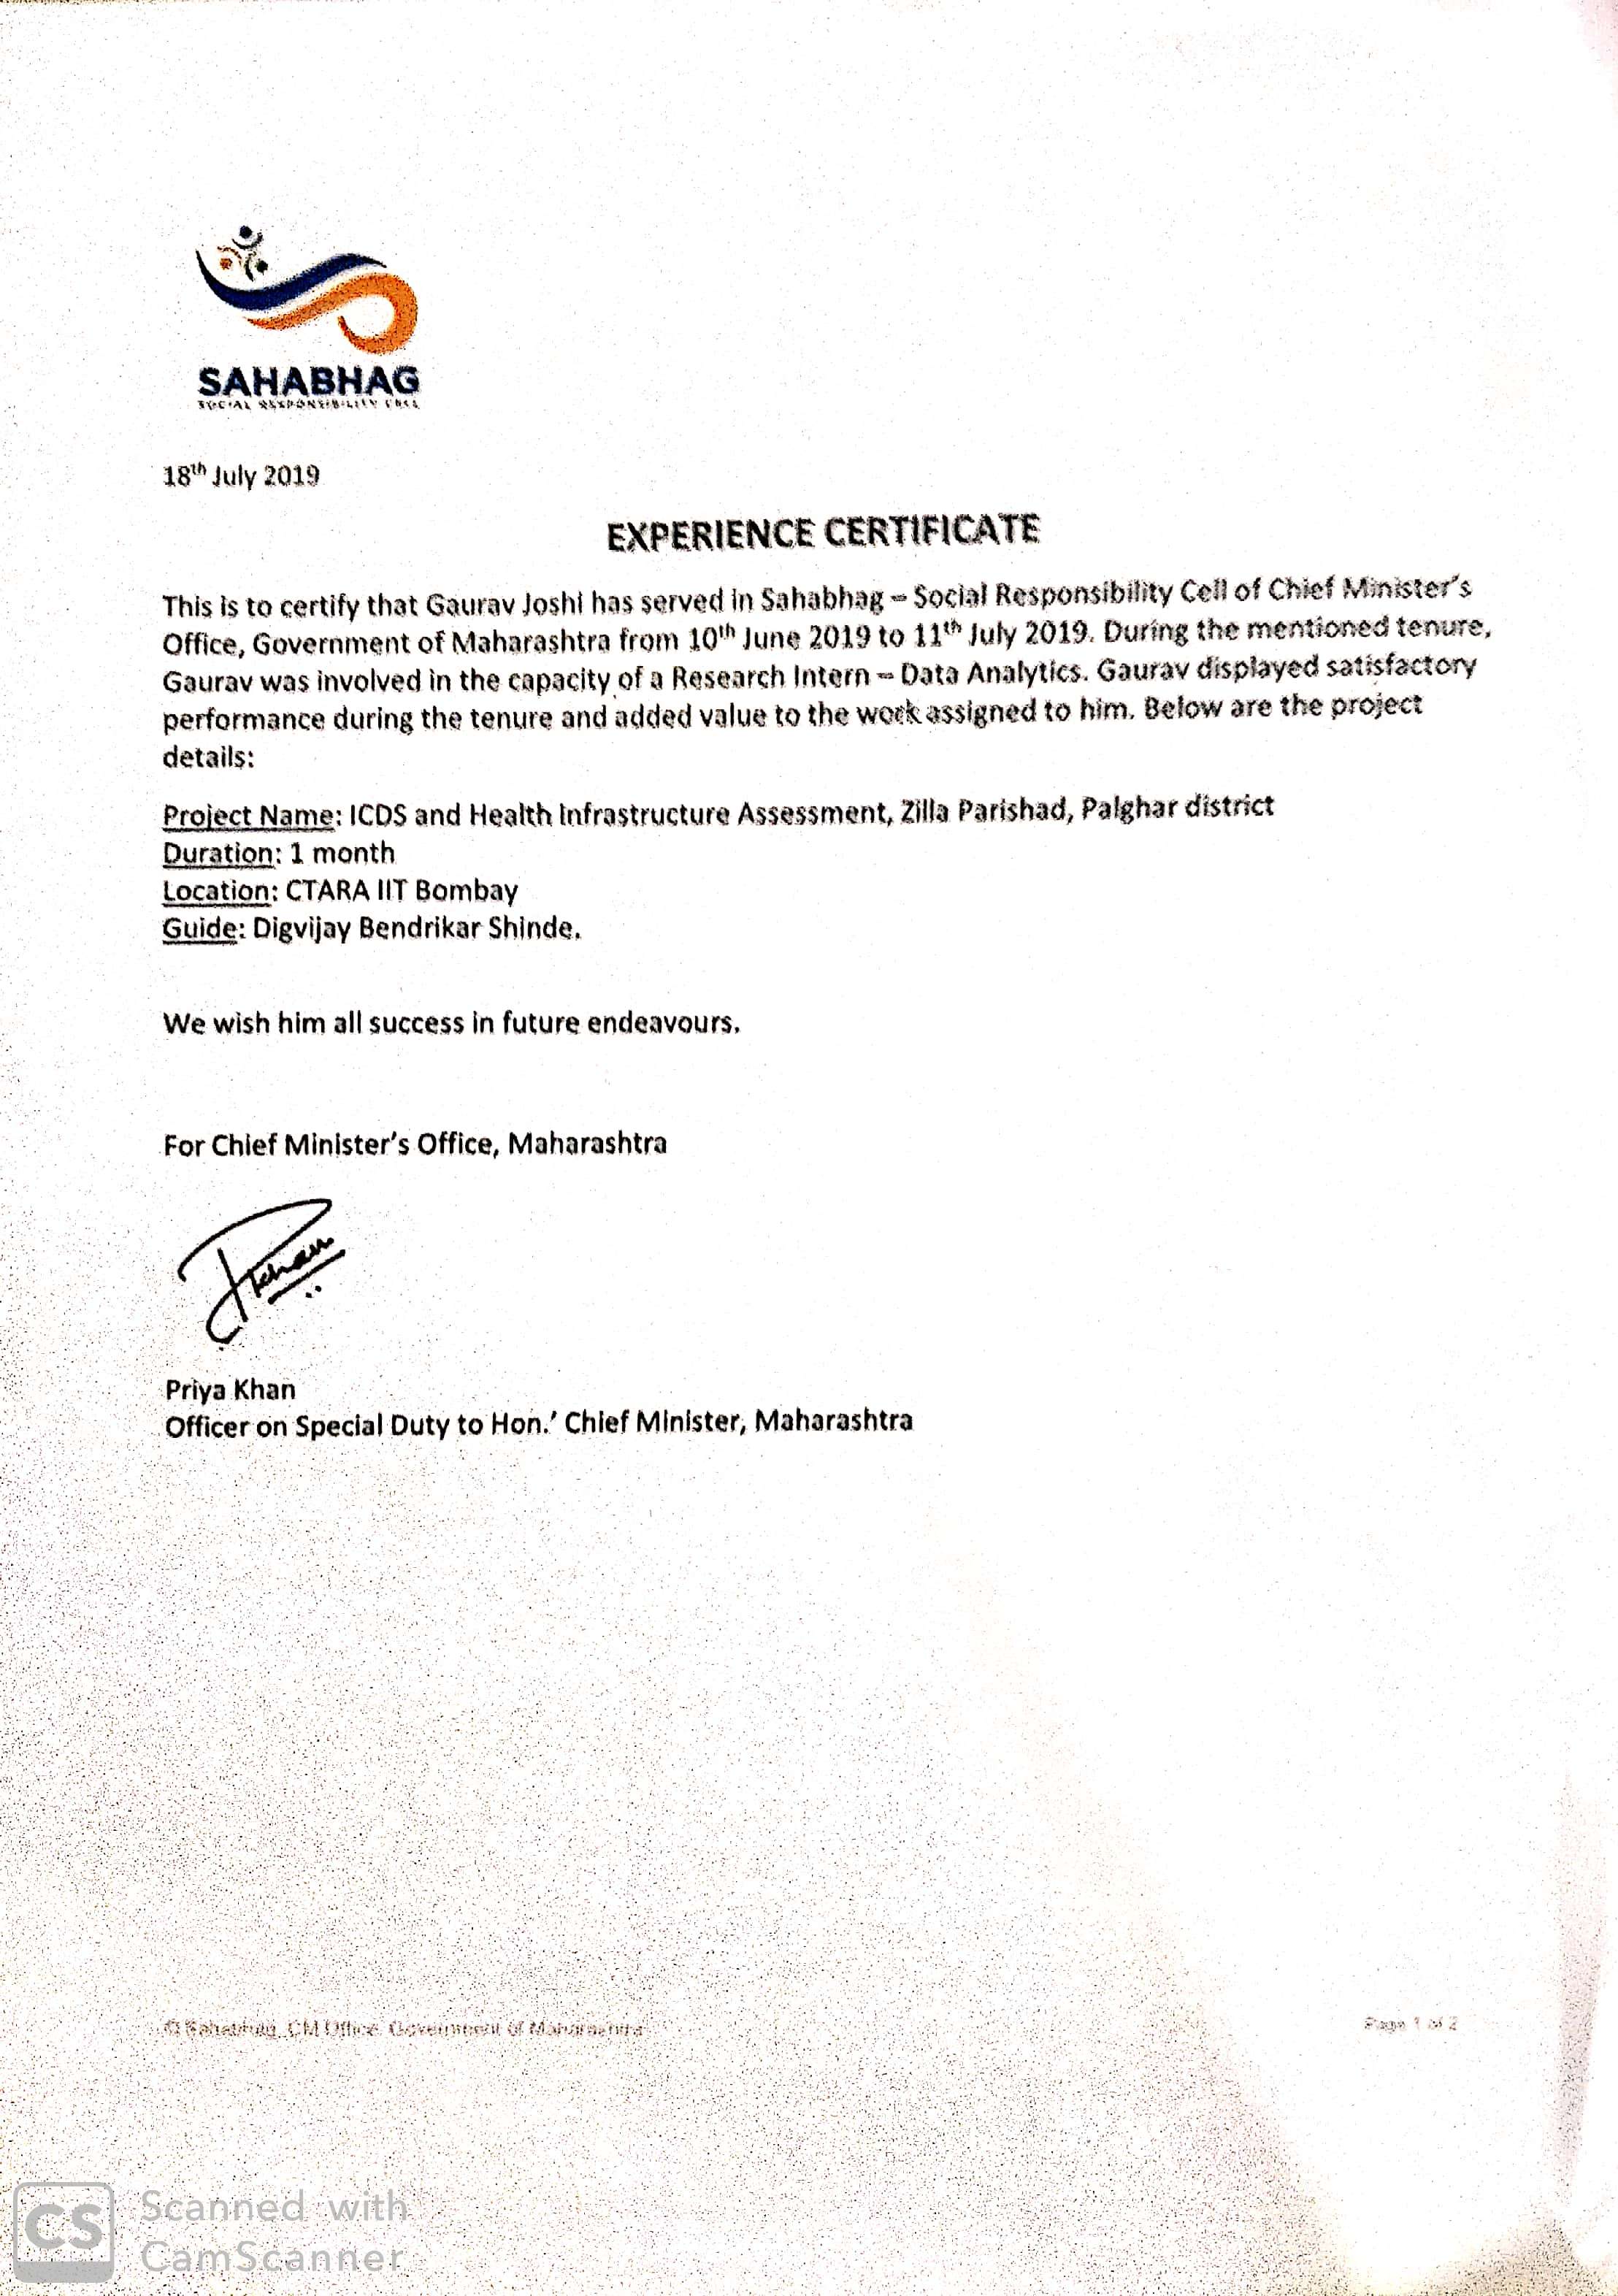 SAHABHAG
SOCIAL RESPONSIBILITY CELL
18th July 2019
EXPERIENCE CERTIFICATE
This is to certify that Gaurav Joshi has served in Sahabhag – Social Responsibility Cell of Chief Minister's
Office, Government of Maharashtra from 10th June 2019 to 11th July 2019. During the mentioned tenure,
Gaurav was involved in the capacity of a Research Intern – Data Analytics. Gaurav displayed satisfactory
performance during the tenure and added value to the work assigned to him. Below are the project
details:
Project Name: ICDS and Health Infrastructure Assessment, Zilla Parishad, Palghar district
Duration: 1 month
Location: CTARA IIT Bombay
Guide: Digvijay Bendrikar Shinde.
We wish him all success in future endeavours.
For Chief Minister's Office, Maharashtra
Pkhan
Priya Khan
Officer on Special Duty to Hon.' Chief Minister, Maharashtra
© Sahabhag, CM Office, Government of Maharashtra
Page 1 of 2
CS
Scanned with
CamScanner